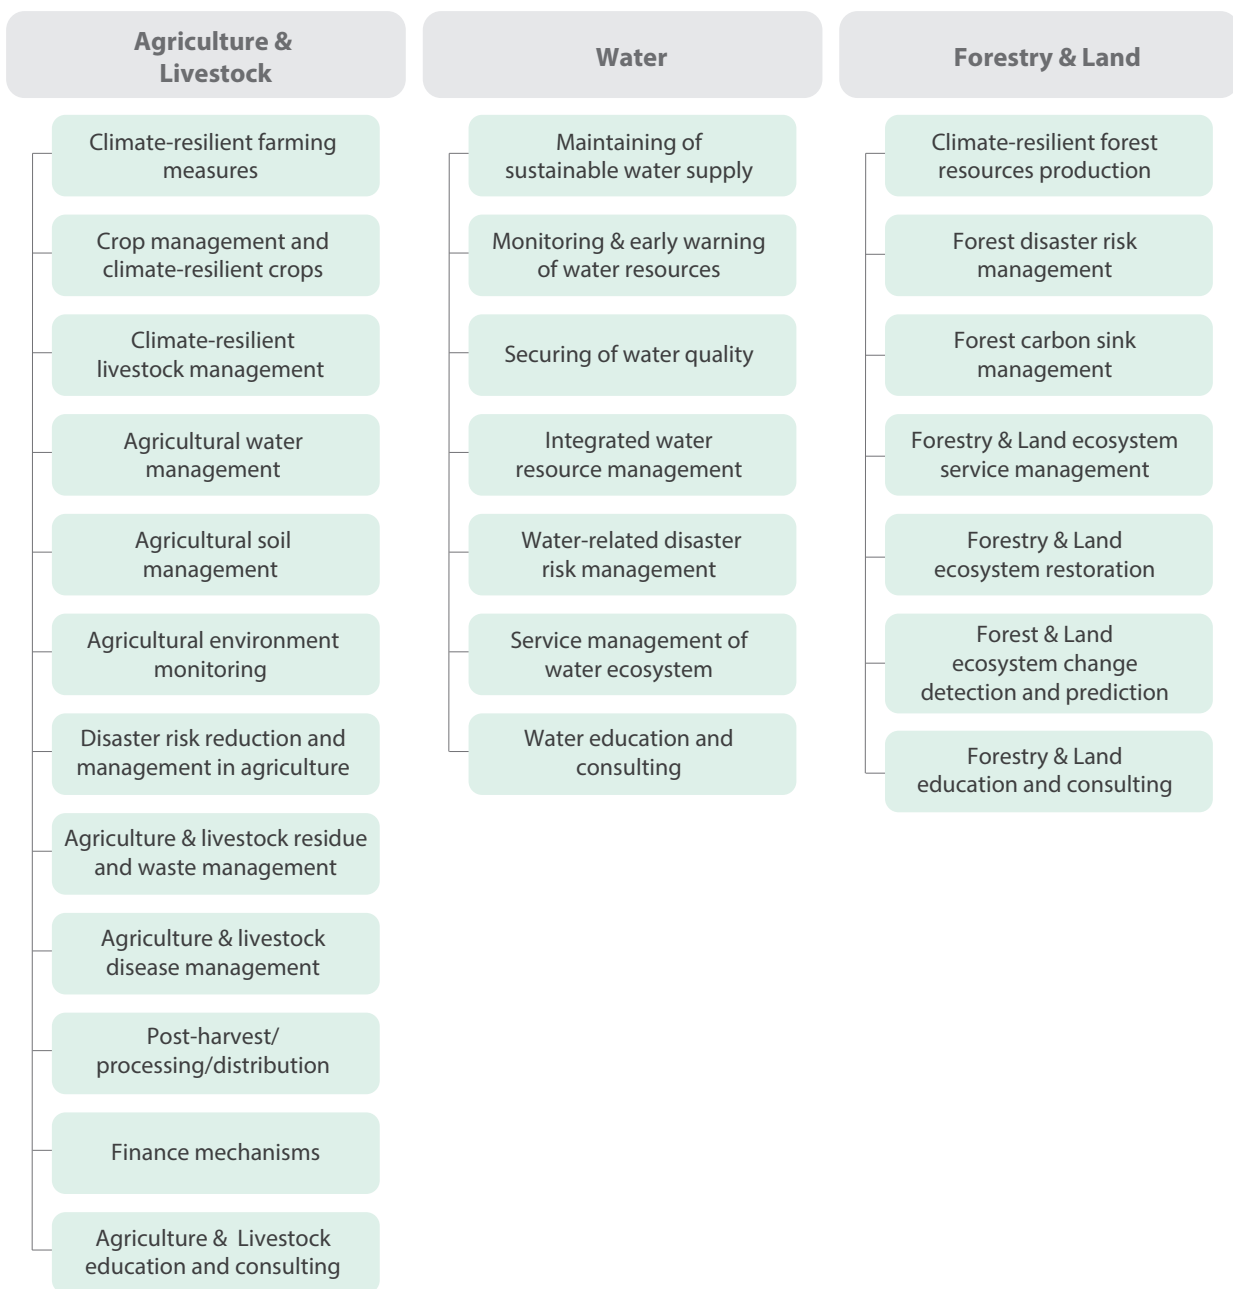 Agriculture &
Livestock
Climate-resilient farming
measures
Crop management and
climate-resilient crops
Climate-resilient
livestock management
Agricultural water
management
Agricultural soil
management
Agricultural environment
monitoring
Disaster risk reduction and
management in agriculture
Agriculture & livestock residue
and waste management
Agriculture & livestock
disease management
Post-harvest/
processing/distribution
Finance mechanisms
Agriculture & Livestock
education and consulting
Water
Maintaining of
sustainable water supply
Monitoring & early warning
of water resources
Securing of water quality
Integrated water
resource management
Water-related disaster
risk management
Service management of
water ecosystem
Water education and
consulting
Forestry & Land
Climate-resilient forest
resources production
Forest disaster risk
management
Forest carbon sink
management
Forestry & Land ecosystem
service management
Forestry & Land
ecosystem restoration
Forest & Land
ecosystem change
detection and prediction
Forestry & Land
education and consulting